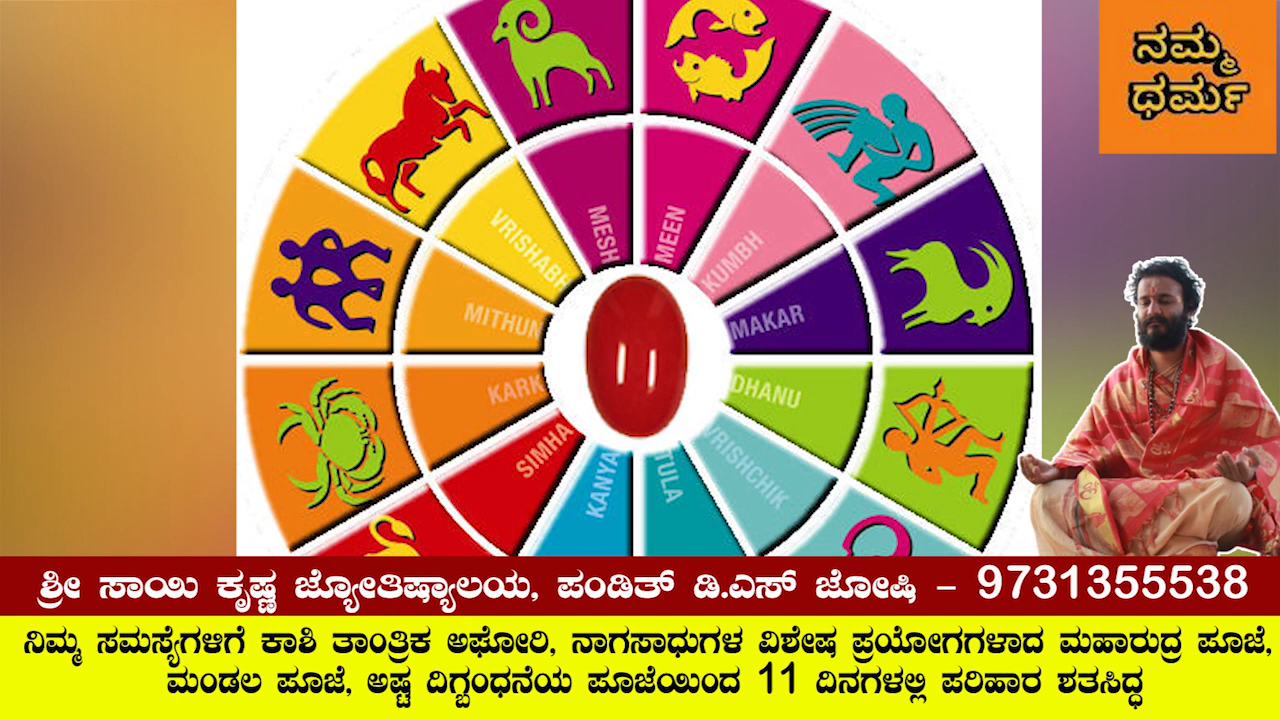 ನಮ್ಮ
ಧರ್ಮ
MESH
MEEN
VRISHABH
KUMBH
MITHUN
MAKAR
KARK
DHANU
SIMHA
VRISHCHIK
KANYA
TULA
ಶ್ರೀ ಸಾಯಿ ಕೃಷ್ಣ ಜ್ಯೋತಿಷ್ಯಾಲಯ, ಪಂಡಿತ್ ಡಿ.ಎಸ್ ಜೋಷಿ - 9731355538
ನಿಮ್ಮ ಸಮಸ್ಯೆಗಳಿಗೆ ಕಾಶಿ ತಾಂತ್ರಿಕ ಅಘೋರಿ, ನಾಗಸಾಧುಗಳ ವಿಶೇಷ ಪ್ರಯೋಗಗಳಾದ ಮಹಾರುದ್ರ ಪೂಜೆ,
ಮಂಡಲ ಪೂಜೆ, ಅಷ್ಟ ದಿಗ್ಬಂಧನೆಯ ಪೂಜೆಯಿಂದ 11 ದಿನಗಳಲ್ಲಿ ಪರಿಹಾರ ಶತಸಿದ್ಧ